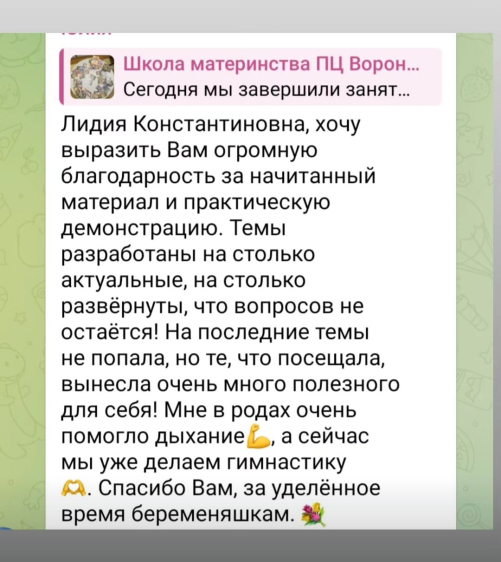 Школа материнства ПЦ Ворон...
Сегодня мы завершили занят...
Лидия Константиновна, хочу
выразить Вам огромную
благодарность за начитанный
материал и практическую
демонстрацию. Темы
разработаны на столько
актуальные, на столько
развёрнуты, что вопросов не
остаётся! На последние темы
не попала, но те, что посещала,
вынесла очень много полезного
для себя! Мне в родах очень
помогло дыхание💪, а сейчас
мы уже делаем гимнастику
🫶. Спасибо Вам, за уделённое
время беременяшкам. 💐